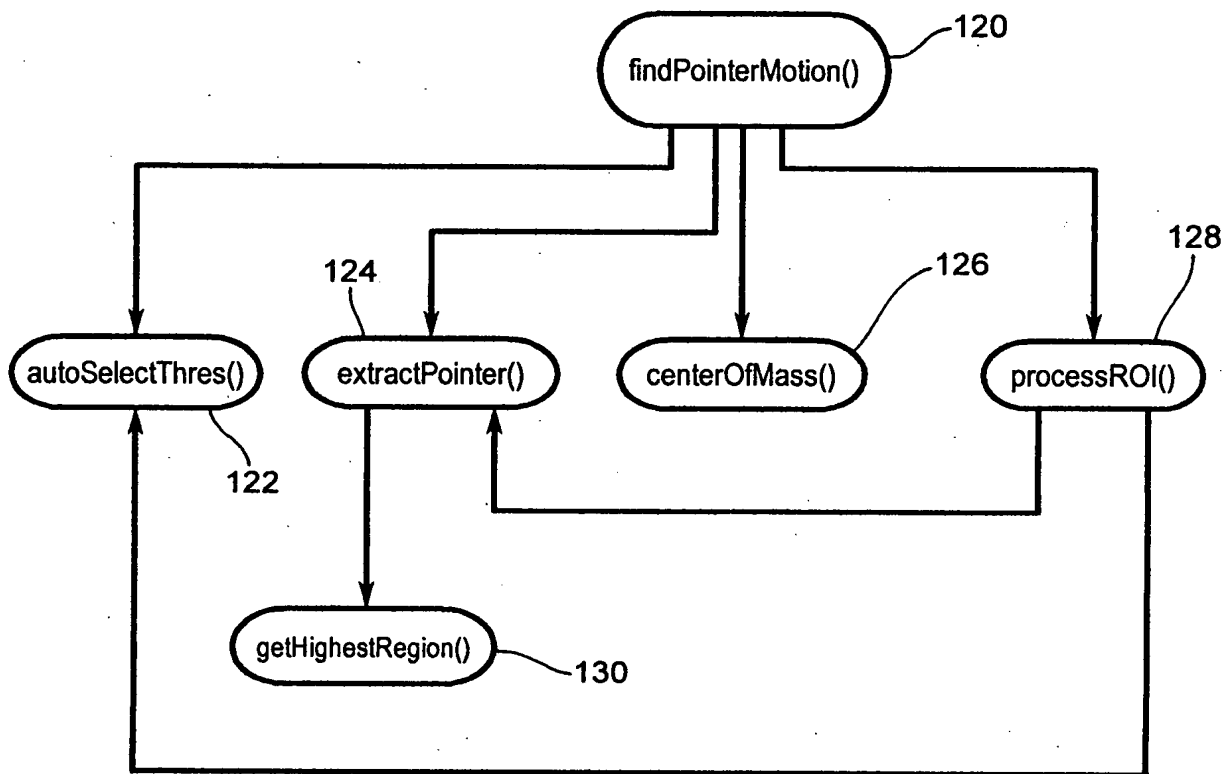 120
findPointerMotion()
128
124
126
autoSelectThres()
extractPointer()
centerOfMass()
processROI()
122
getHighestRegion()
130